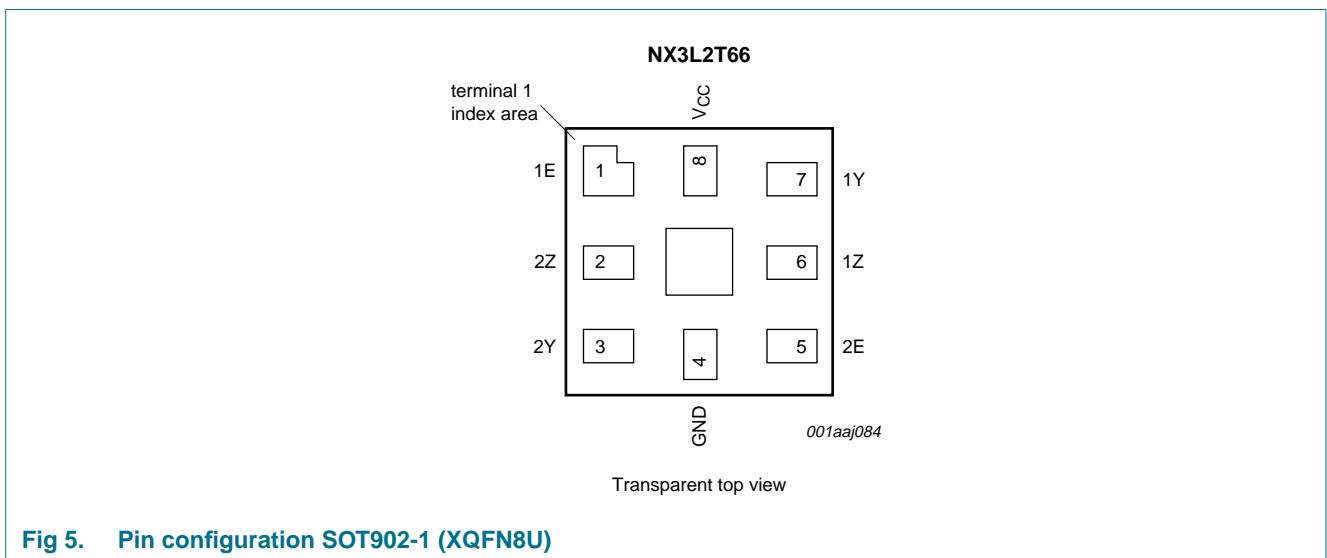 NX3L2T66
terminal 1
index area
VCC
1E
1
8
7
1Y
2Z
2
6
1Z
2Y
3
4
5
2E
GND
001aaj084
Transparent top view
Fig 5. Pin configuration SOT902-1 (XQFN8U)